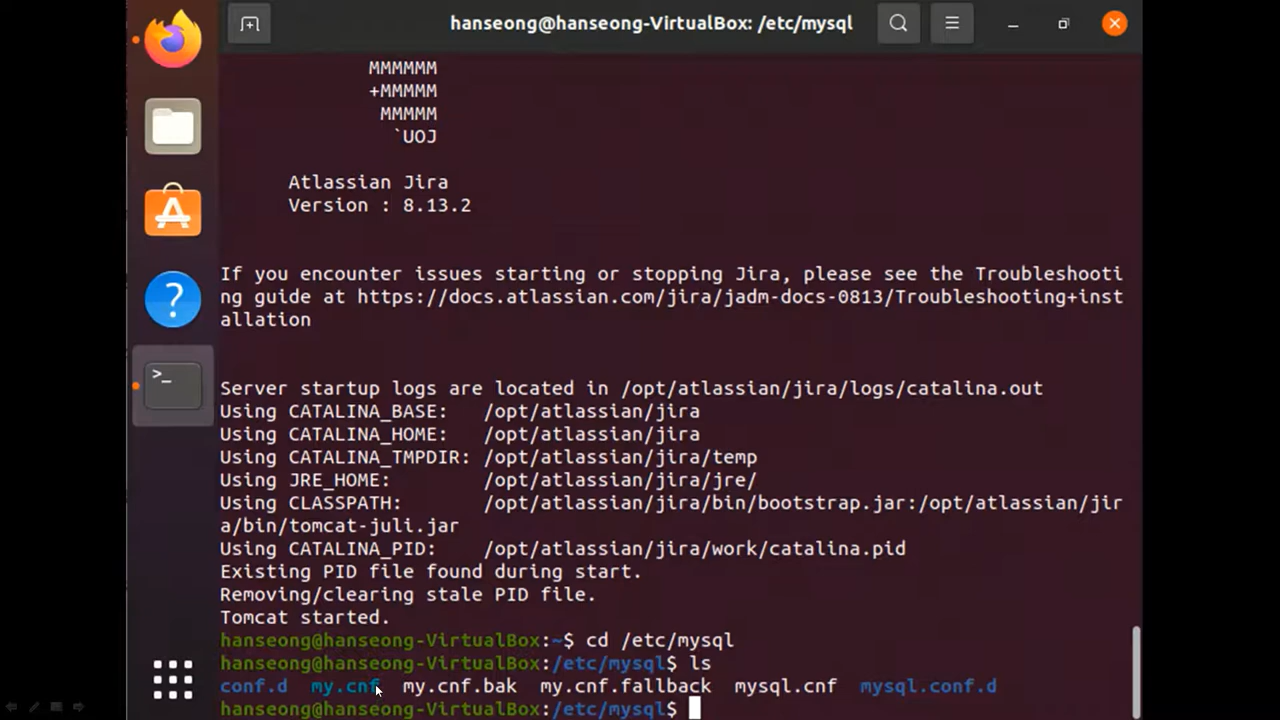 hanseong@hanseong-VirtualBox: /etc/mysql
MMMMMM
+MMMMM
MMMMM
`UOJ
Atlassian Jira
Version : 8.13.2
If you encounter issues starting or stopping Jira, please see the Troubleshooti
ng guide at https://docs.atlassian.com/jira/jadm-docs-0813/Troubleshooting+inst
allation
Server startup logs are located in /opt/atlassian/jira/logs/catalina.out
Using CATALINA_BASE:   /opt/atlassian/jira
Using CATALINA_HOME:   /opt/atlassian/jira
Using CATALINA_TMPDIR: /opt/atlassian/jira/temp
Using JRE_HOME:        /opt/atlassian/jira/jre/
Using CLASSPATH:       /opt/atlassian/jira/bin/bootstrap.jar:/opt/atlassian/jir
a/bin/tomcat-juli.jar
Using CATALINA_PID:    /opt/atlassian/jira/work/catalina.pid
Existing PID file found during start.
Removing/clearing stale PID file.
Tomcat started.
hanseong@hanseong-VirtualBox:~$ cd /etc/mysql
hanseong@hanseong-VirtualBox:/etc/mysql$ ls
conf.d  my.cnf  my.cnf.bak  my.cnf.fallback  mysql.cnf  mysql.conf.d
hanseong@hanseong-VirtualBox:/etc/mysql$